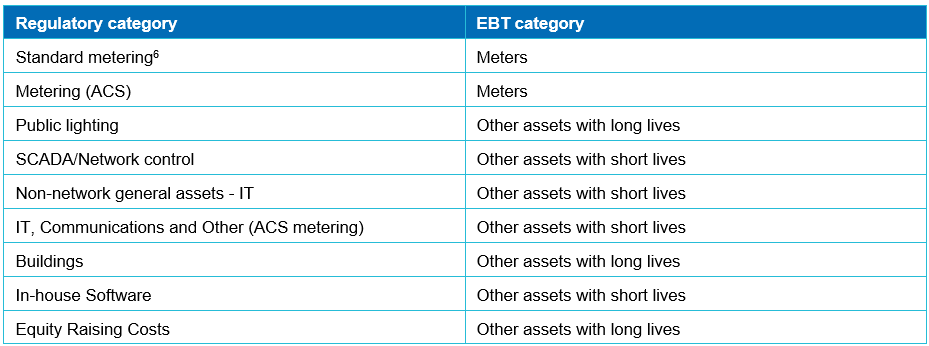 Regulatory category EBT category
Standard metering⁶ Meters
Metering (ACS) Meters
Public lighting Other assets with long lives
SCADA/Network control Other assets with short lives
Non-network general assets - IT Other assets with short lives
IT, Communications and Other (ACS metering) Other assets with short lives
Buildings Other assets with long lives
In-house Software Other assets with short lives
Equity Raising Costs Other assets with long lives